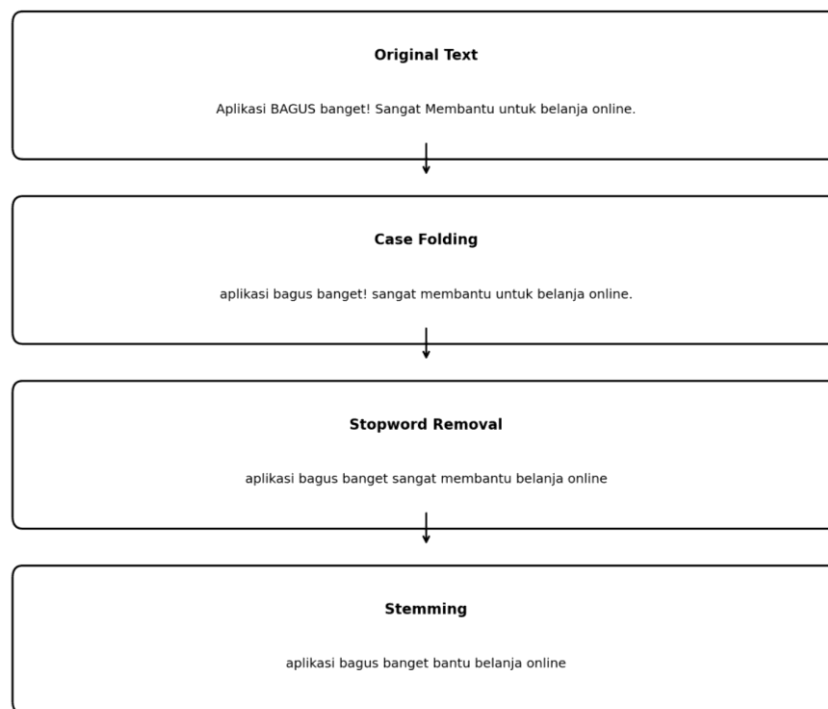 Original Text
Aplikasi BAGUS banget! Sangat Membantu untuk belanja online.
Case Folding
aplikasi bagus banget! sangat membantu untuk belanja online.
Stopword Removal
aplikasi bagus banget sangat membantu belanja online
Stemming
aplikasi bagus banget bantu belanja online